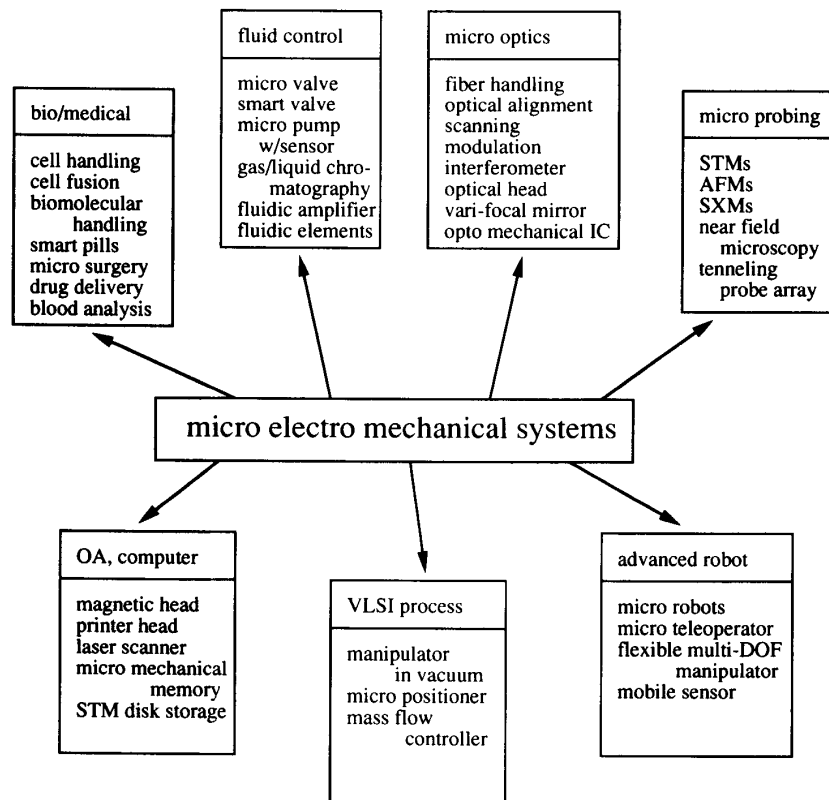 bio/medical
cell handling
cell fusion
biomolecular
handling
smart pills
micro surgery
drug delivery
blood analysis
fluid control
micro valve
smart valve
micro pump
w/sensor
gas/liquid chro-
matography
fluidic amplifier
fluidic elements
micro optics
fiber handling
optical alignment
scanning
modulation
interferometer
optical head
vari-focal mirror
opto mechanical IC
micro probing
STMs
AFMs
SXMs
near field
microscopy
tenneling
probe array
micro electro mechanical systems
OA, computer
magnetic head
printer head
laser scanner
micro mechanical
memory
STM disk storage
VLSI process
manipulator
in vacuum
micro positioner
mass flow
controller
advanced robot
micro robots
micro teleoperator
flexible multi-DOF
manipulator
mobile sensor